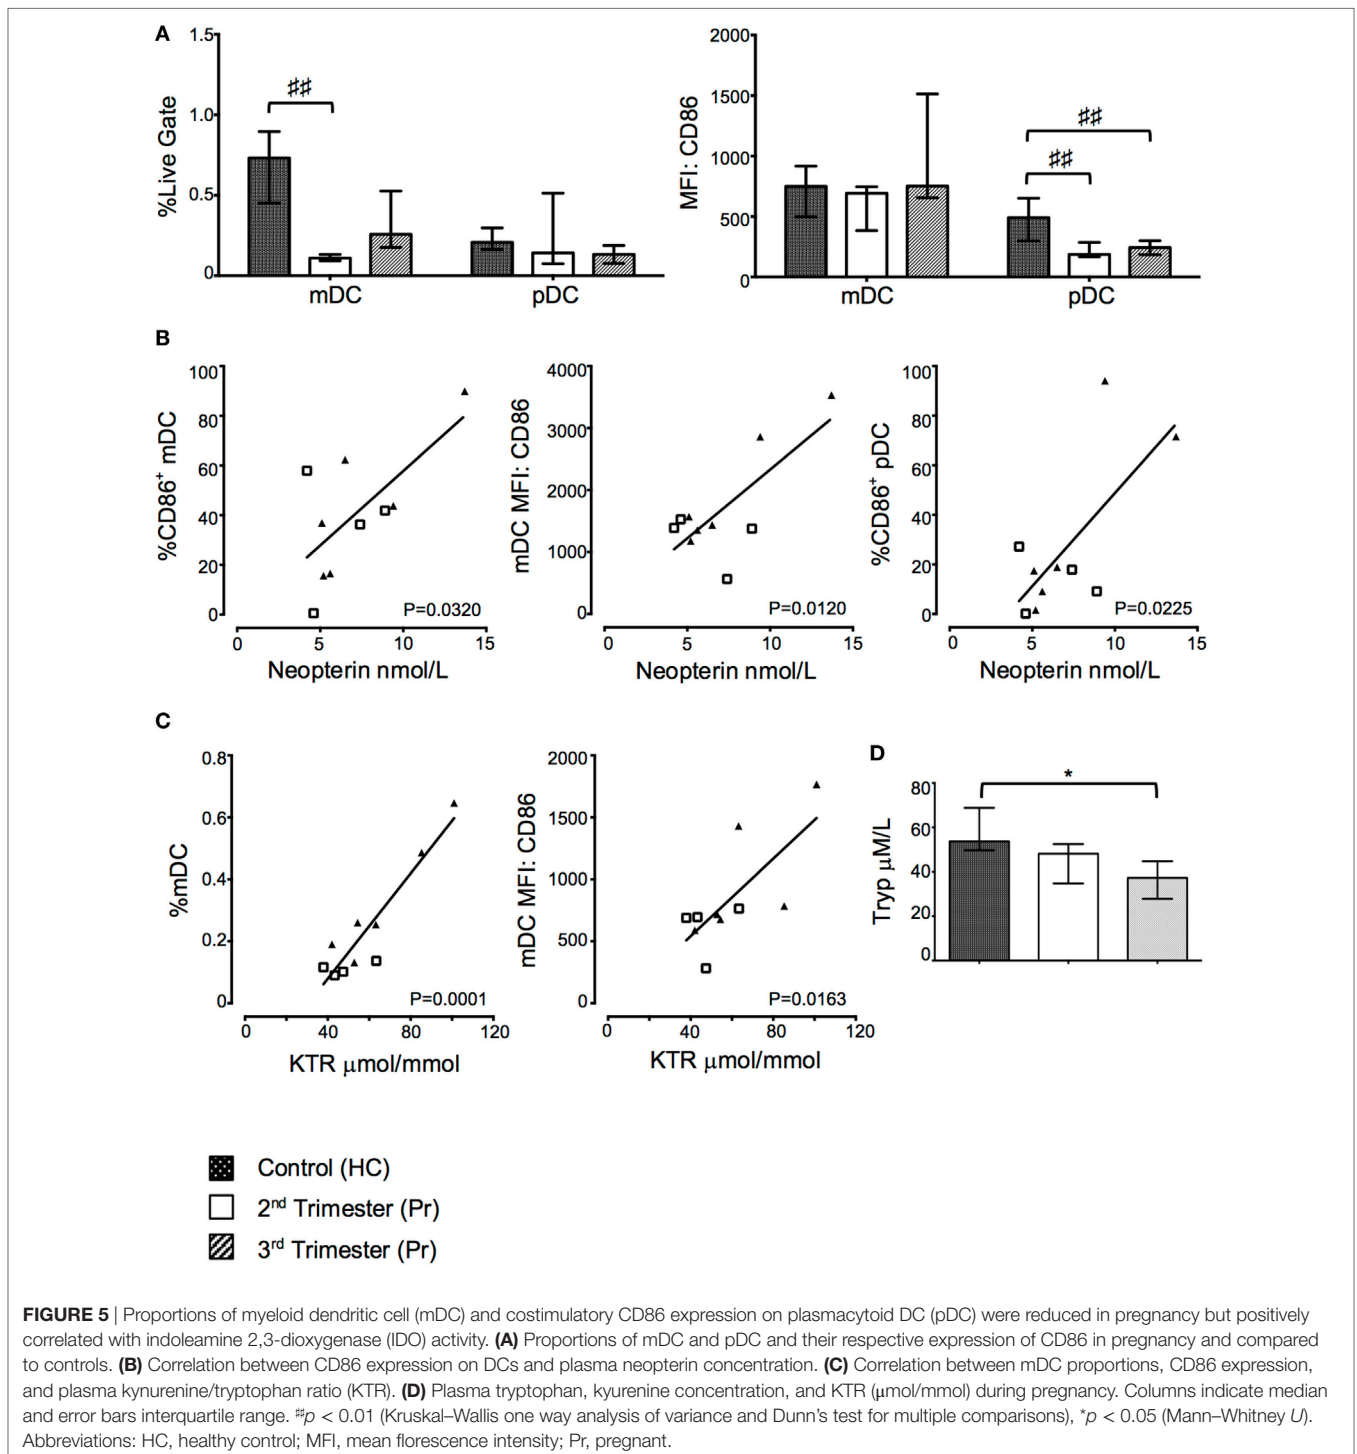 A
1.5
1.0
0.5
0
%Live Gate
♯♯
mDC
pDC
2000
1500
1000
500
0
MFI: CD86
♯♯
♯♯
mDC
pDC
B
100
80
60
40
20
0
%CD86+ mDC
P=0.0320
0 5 10 15
Neopterin nmol/L
4000
3000
2000
1000
0
mDC MFI: CD86
P=0.0120
0 5 10 15
Neopterin nmol/L
100
80
60
40
20
0
%CD86+ pDC
P=0.0225
0 5 10 15
Neopterin nmol/L
C
0.8
0.6
0.4
0.2
0
%mDC
P=0.0001
0 40 80 120
KTR μmol/mmol
2000
1500
1000
500
0
mDC MFI: CD86
P=0.0163
0 40 80 120
KTR μmol/mmol
D
80
60
40
20
0
Tryp μM/L
*
Control (HC)
2nd Trimester (Pr)
3rd Trimester (Pr)
FIGURE 5 | Proportions of myeloid dendritic cell (mDC) and costimulatory CD86 expression on plasmacytoid DC (pDC) were reduced in pregnancy but positively
correlated with indoleamine 2,3-dioxygenase (IDO) activity. (A) Proportions of mDC and pDC and their respective expression of CD86 in pregnancy and compared
to controls. (B) Correlation between CD86 expression on DCs and plasma neopterin concentration. (C) Correlation between mDC proportions, CD86 expression,
and plasma kynurenine/tryptophan ratio (KTR). (D) Plasma tryptophan, kyurenine concentration, and KTR (μmol/mmol) during pregnancy. Columns indicate median
and error bars interquartile range. ♯♯p < 0.01 (Kruskal–Wallis one way analysis of variance and Dunn's test for multiple comparisons), *p < 0.05 (Mann–Whitney U).
Abbreviations: HC, healthy control; MFI, mean florescence intensity; Pr, pregnant.